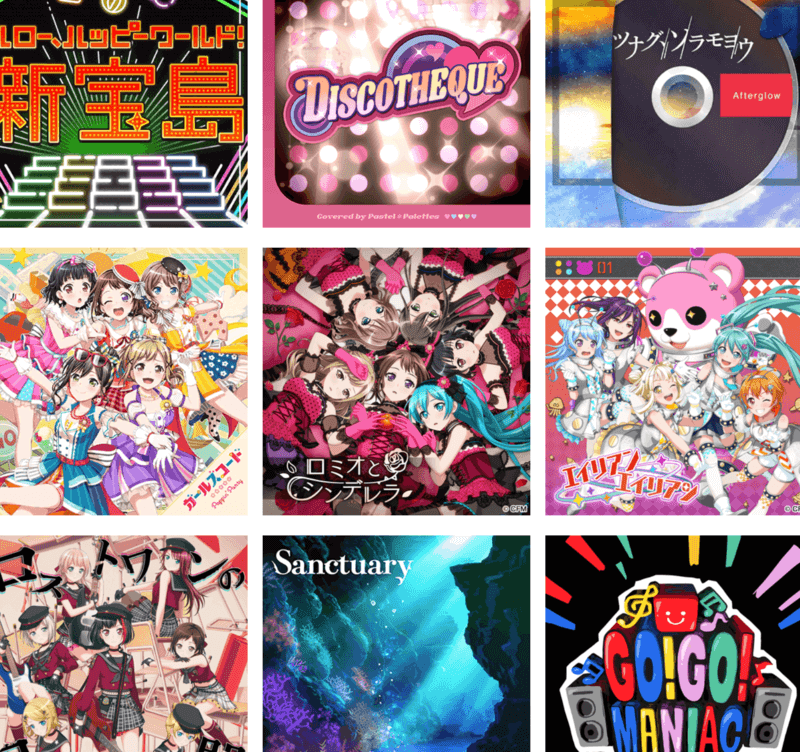 ハロー、ハッピーワールド!
新宝島
DISCOTHEQUE
Covered by Pastel*Palettes
ツナグ、ソラモヨウ
Afterglow
ガールズコード
Poppin'Party
ロミオと
シンデレラ
© CFM
01
エイリアン
エイリアン
© CF
ロストワンの
Sanctuary
GO!GO!
MANIAC